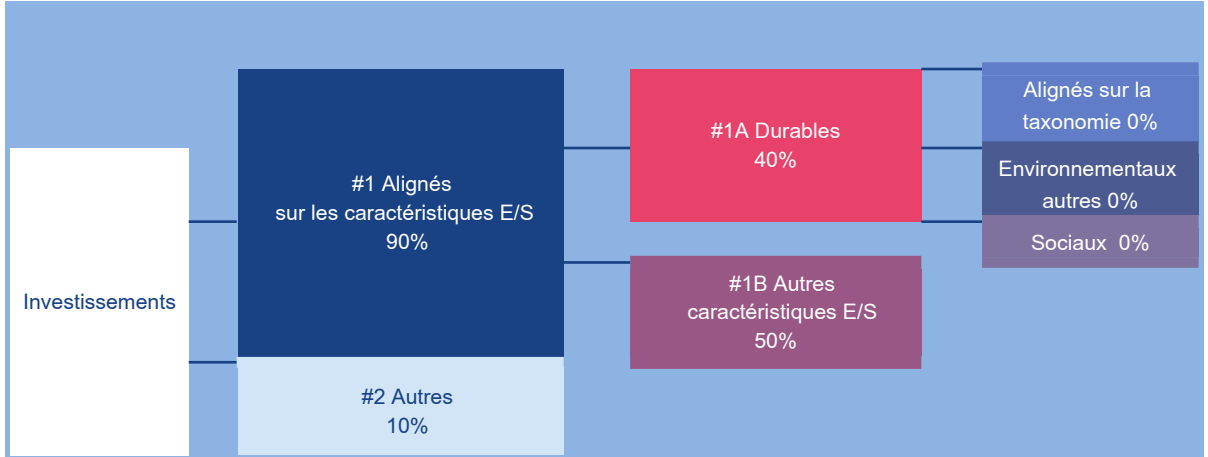 Investissements
#1 Alignés
sur les caractéristiques E/S
90%
#2 Autres
10%
#1A Durables
40%
#1B Autres
caractéristiques E/S
50%
Alignés sur la
taxonomie 0%
Environnementaux
autres 0%
Sociaux 0%